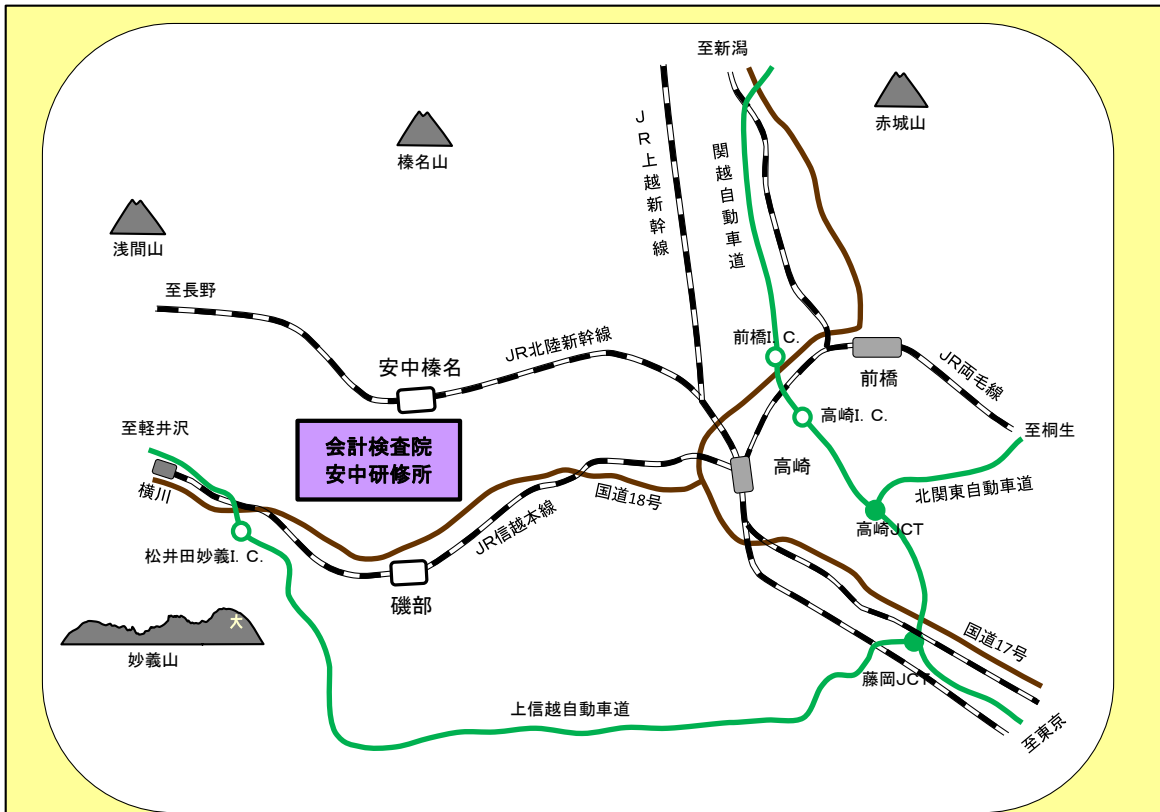 至新潟
赤城山
榛名山
JR上越新幹線
関越自動車道
浅間山
至長野
前橋I. C.
JR北陸新幹線
安中榛名
前橋
JR両毛線
高崎I. C.
至軽井沢
会計検査院
安中研修所
至桐生
高崎
横川
国道18号
北関東自動車道
高崎JCT
JR信越本線
松井田妙義I. C.
磯部
大
妙義山
国道17号
藤岡JCT
上信越自動車道
至東京